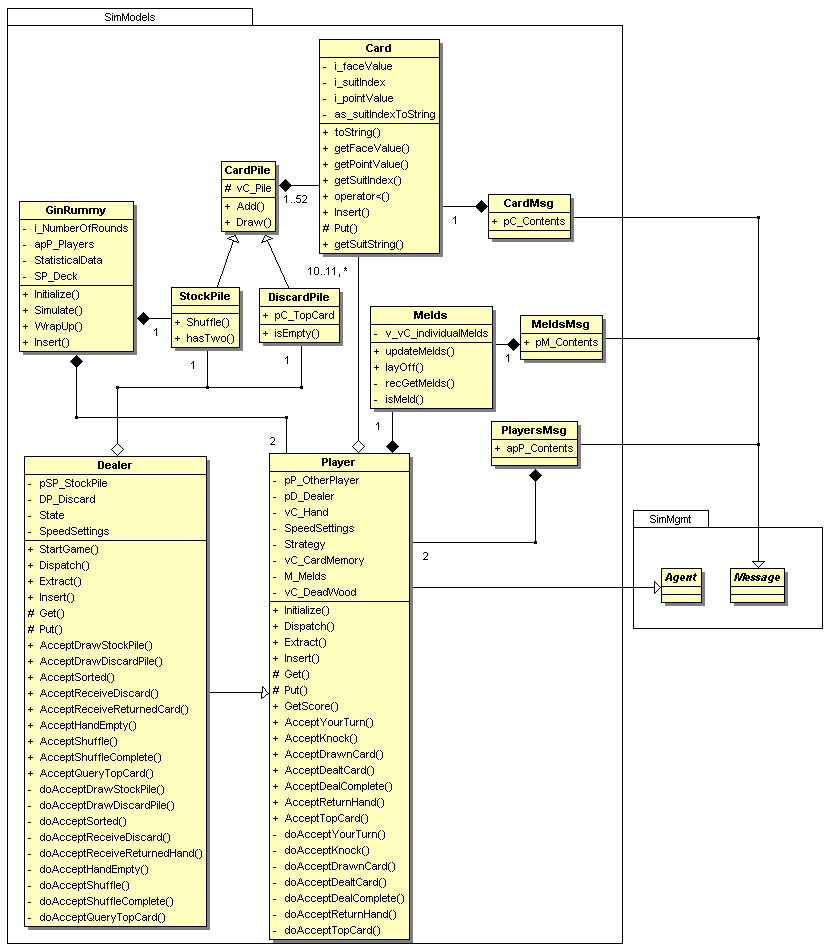 SimModels
Card
- i_faceValue
- i_suitIndex
- i_pointValue
- as_suitIndexToString
+ toString()
+ getFaceValue()
+ getPointValue()
+ getSuitIndex()
+ operator<()
+ Insert()
# Put()
+ getSuitString()
CardPile
# vC_Pile
+ Add()
+ Draw()
1..52
CardMsg
+ pC_Contents
1
GinRummy
- i_NumberOfRounds
- apP_Players
- StatisticalData
- SP_Deck
+ Initialize()
+ Simulate()
+ WrapUp()
+ Insert()
10..11, *
StockPile
+ Shuffle()
+ hasTwo()
1
1
DiscardPile
+ pC_TopCard
+ isEmpty()
1
Melds
- v_vC_individualMelds
+ updateMelds()
+ layOff()
- recGetMelds()
- isMeld()
1
MeldsMsg
+ pM_Contents
1
PlayersMsg
+ apP_Contents
2
2
Dealer
- pSP_StockPile
- DP_Discard
- State
- SpeedSettings
+ StartGame()
+ Dispatch()
+ Extract()
+ Insert()
# Get()
# Put()
+ AcceptDrawStockPile()
+ AcceptDrawDiscardPile()
+ AcceptSorted()
+ AcceptReceiveDiscard()
+ AcceptReceiveReturnedCard()
+ AcceptHandEmpty()
+ AcceptShuffle()
+ AcceptShuffleComplete()
+ AcceptQueryTopCard()
- doAcceptDrawStockPile()
- doAcceptDrawDiscardPile()
- doAcceptSorted()
- doAcceptReceiveDiscard()
- doAcceptReceiveReturnedHand()
- doAcceptHandEmpty()
- doAcceptShuffle()
- doAcceptShuffleComplete()
- doAcceptQueryTopCard()
Player
- pP_OtherPlayer
- pD_Dealer
- vC_Hand
- SpeedSettings
- Strategy
- vC_CardMemory
- M_Melds
- vC_DeadWood
+ Initialize()
+ Dispatch()
+ Extract()
+ Insert()
# Get()
# Put()
+ GetScore()
+ AcceptYourTurn()
+ AcceptKnock()
+ AcceptDrawnCard()
+ AcceptDealtCard()
+ AcceptDealComplete()
+ AcceptReturnHand()
+ AcceptTopCard()
- doAcceptYourTurn()
- doAcceptKnock()
- doAcceptDrawnCard()
- doAcceptDealtCard()
- doAcceptDealComplete()
- doAcceptReturnHand()
- doAcceptTopCard()
SimMgmt
Agent
Message